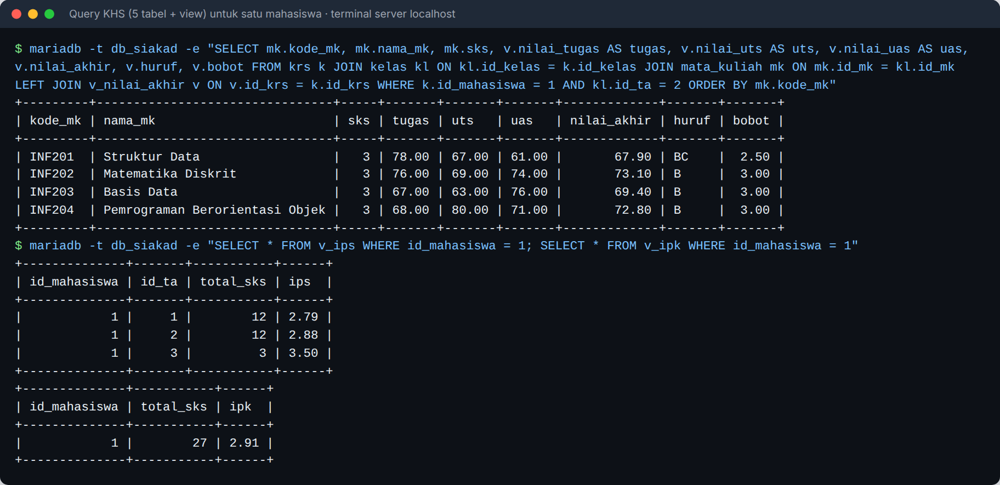 Query KHS (5 tabel + view) untuk satu mahasiswa · terminal server localhost
$ mariadb -t db_siakad -e "SELECT mk.kode_mk, mk.nama_mk, mk.sks, v.nilai_tugas AS tugas, v.nilai_uts AS uts, v.nilai_uas AS uas,
v.nilai_akhir, v.huruf, v.bobot FROM krs k JOIN kelas kl ON kl.id_kelas = k.id_kelas JOIN mata_kuliah mk ON mk.id_mk = kl.id_mk
LEFT JOIN v_nilai_akhir v ON v.id_krs = k.id_krs WHERE k.id_mahasiswa = 1 AND kl.id_ta = 2 ORDER BY mk.kode_mk"
+---------+--------------------------------+-----+-------+-------+-------+-------------+-------+-------+
| kode_mk | nama_mk                        | sks | tugas | uts   | uas   | nilai_akhir | huruf | bobot |
+---------+--------------------------------+-----+-------+-------+-------+-------------+-------+-------+
| INF201  | Struktur Data                  |   3 | 78.00 | 67.00 | 61.00 |       67.90 | BC    |  2.50 |
| INF202  | Matematika Diskrit             |   3 | 76.00 | 69.00 | 74.00 |       73.10 | B     |  3.00 |
| INF203  | Basis Data                     |   3 | 67.00 | 63.00 | 76.00 |       69.40 | B     |  3.00 |
| INF204  | Pemrograman Berorientasi Objek |   3 | 68.00 | 80.00 | 71.00 |       72.80 | B     |  3.00 |
+---------+--------------------------------+-----+-------+-------+-------+-------------+-------+-------+
$ mariadb -t db_siakad -e "SELECT * FROM v_ips WHERE id_mahasiswa = 1; SELECT * FROM v_ipk WHERE id_mahasiswa = 1"
+--------------+-------+-----------+------+
| id_mahasiswa | id_ta | total_sks | ips  |
+--------------+-------+-----------+------+
|            1 |     1 |        12 | 2.79 |
|            1 |     2 |        12 | 2.88 |
|            1 |     3 |         3 | 3.50 |
+--------------+-------+-----------+------+
+--------------+-----------+------+
| id_mahasiswa | total_sks | ipk  |
+--------------+-----------+------+
|            1 |        27 | 2.91 |
+--------------+-----------+------+